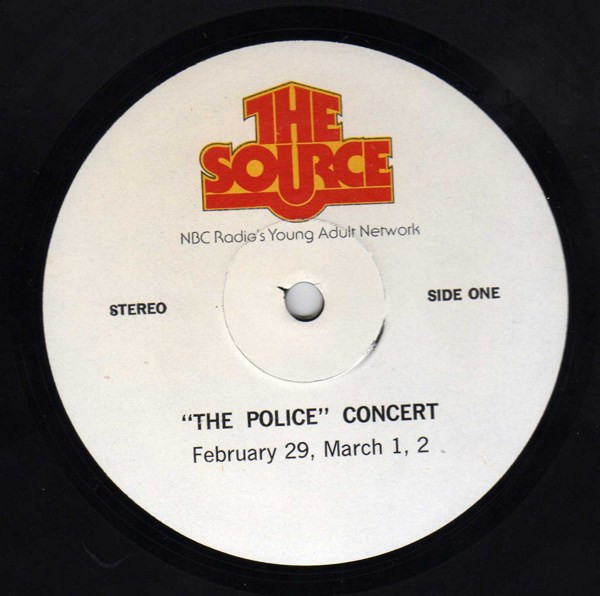 THE
SOURCE
NBC Radio's Young Adult Network
STEREO
SIDE ONE
“THE POLICE” CONCERT
February 29, March 1, 2